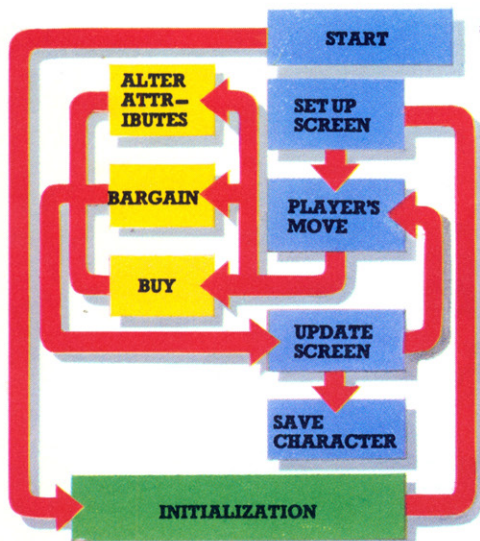 START
ALTER
ATTR-
IBUTES
SET UP
SCREEN
BARGAIN
PLAYER'S
MOVE
BUY
UPDATE
SCREEN
SAVE
CHARACTER
INITIALIZATION